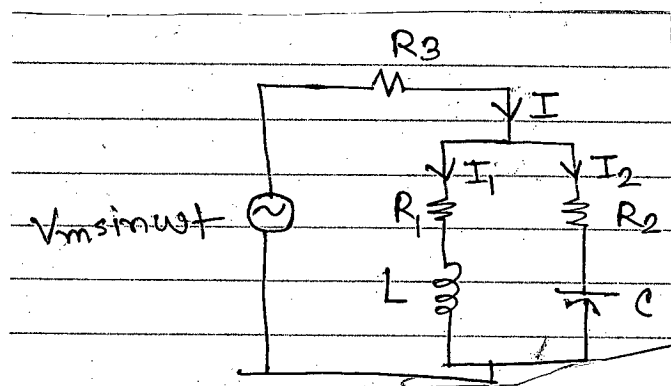 R3
I
I1 I2
R1 R2
Vmsinωt
L C